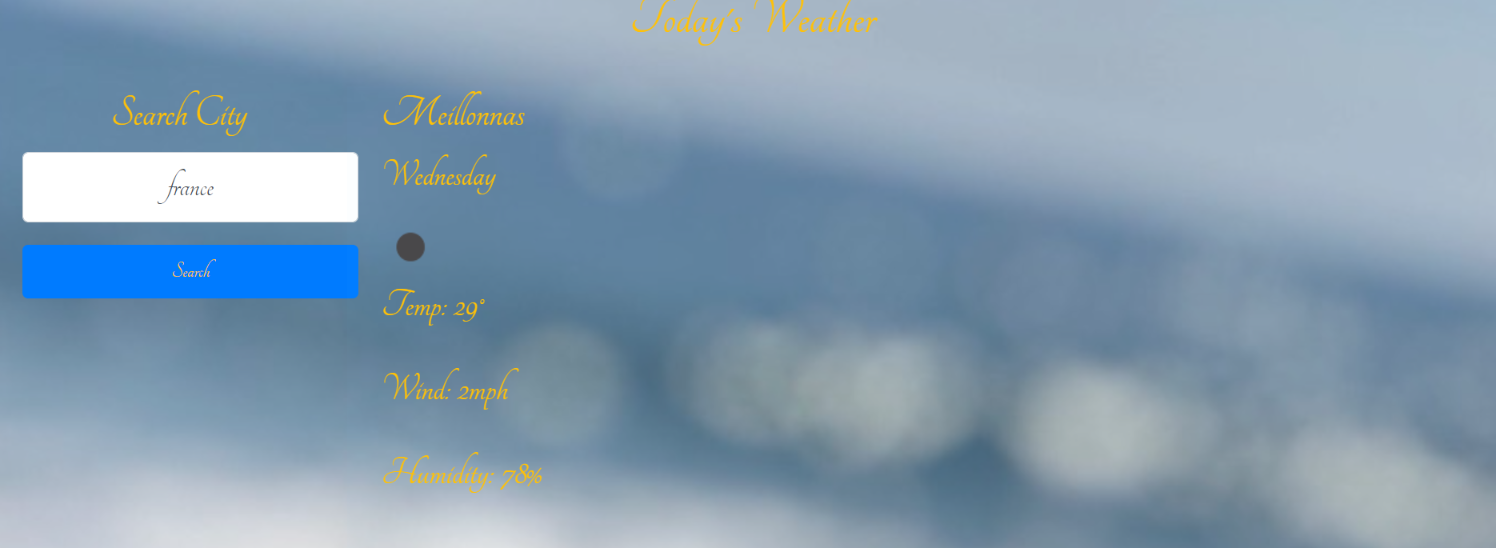 Today's Weather
Search City
france
Search
Meillonnas
Wednesday
Temp: 29°
Wind: 2mph
Humidity: 78%